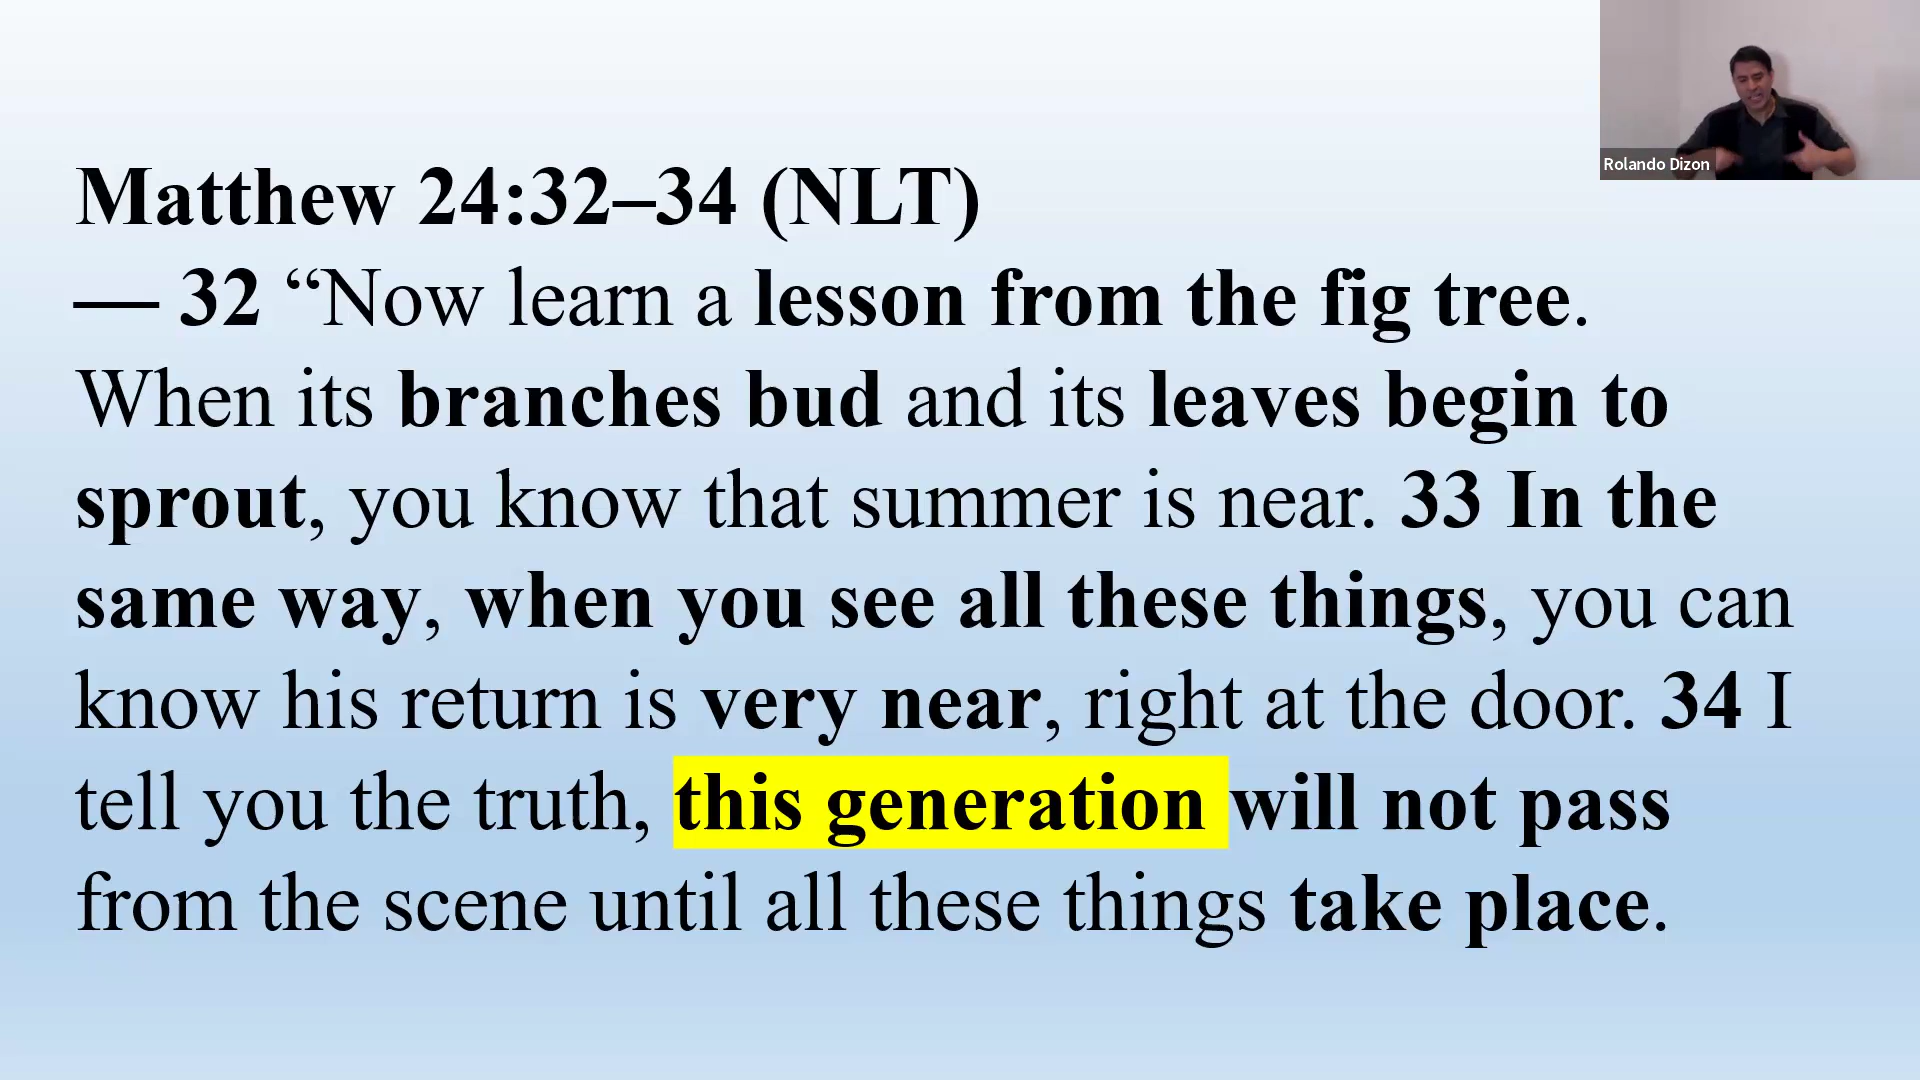 Rolando Dizon
Matthew 24:32–34 (NLT)
— 32 “Now learn a lesson from the fig tree.
When its branches bud and its leaves begin to
sprout, you know that summer is near. 33 In the
same way, when you see all these things, you can
know his return is very near, right at the door. 34 I
tell you the truth, this generation will not pass
from the scene until all these things take place.